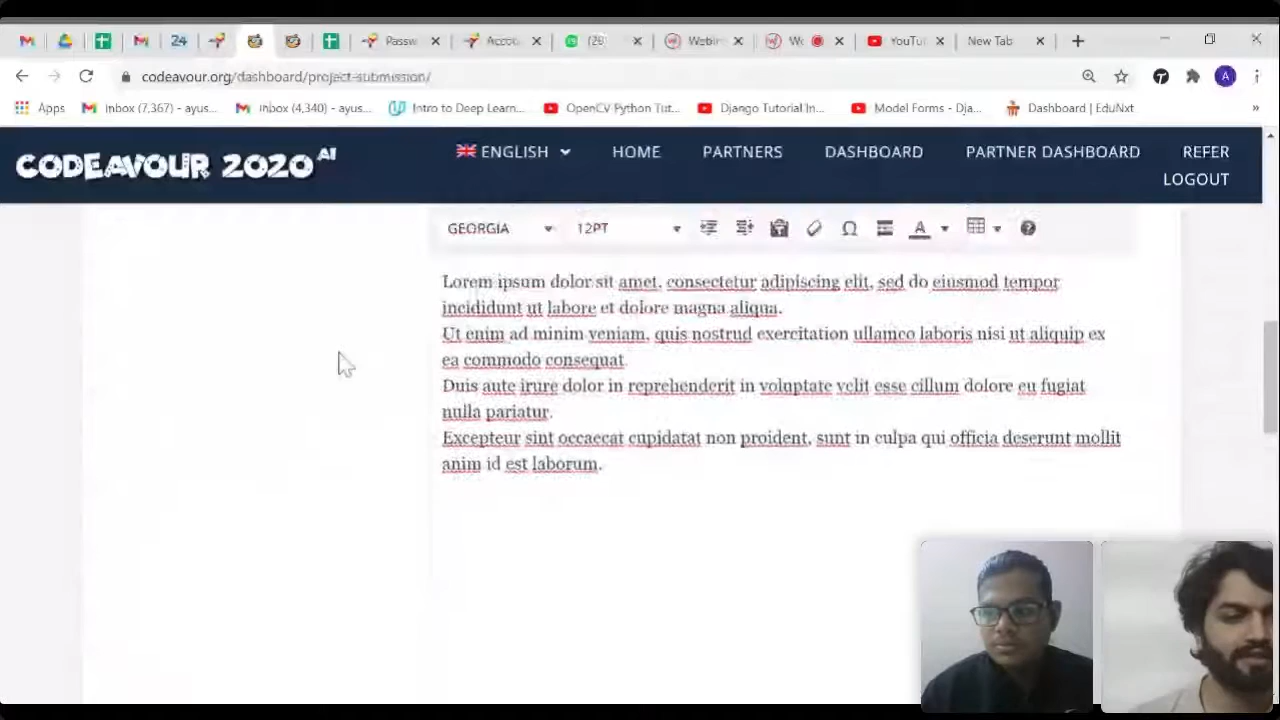 24
Passw
Accou
(26)
Webin
Wo
YouTu
New Tab
codeavour.org/dashboard/project-submission/
A
Apps
Inbox (7,367) - ayus...
Inbox (4,340) - ayus...
Intro to Deep Learn...
OpenCV Python Tut...
Django Tutorial In...
Model Forms - Dja...
Dashboard | EduNxt
CODEAVOUR 2020 AI
ENGLISH
HOME
PARTNERS
DASHBOARD
PARTNER DASHBOARD
REFER
LOGOUT
GEORGIA
12PT
Lorem ipsum dolor sit amet, consectetur adipiscing elit, sed do eiusmod tempor
incididunt ut labore et dolore magna aliqua.
Ut enim ad minim veniam, quis nostrud exercitation ullamco laboris nisi ut aliquip ex
ea commodo consequat.
Duis aute irure dolor in reprehenderit in voluptate velit esse cillum dolore eu fugiat
nulla pariatur.
Excepteur sint occaecat cupidatat non proident, sunt in culpa qui officia deserunt mollit
anim id est laborum.